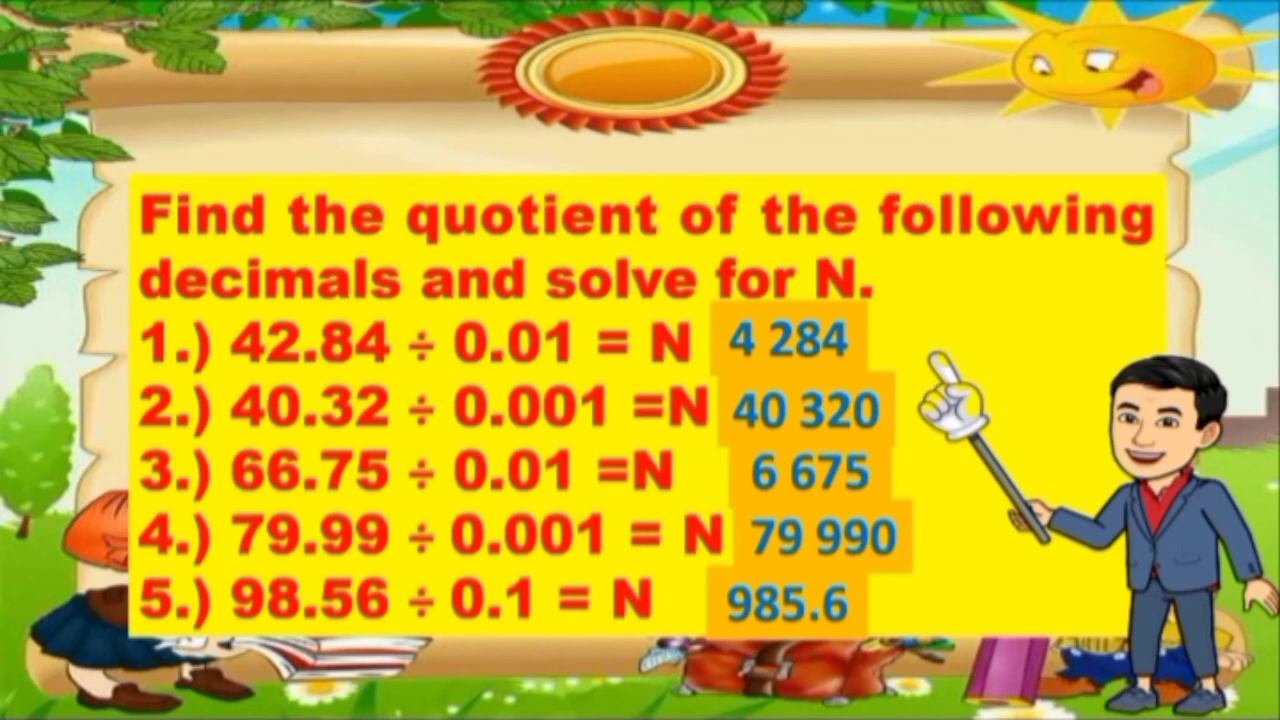 Find the quotient of the following
decimals and solve for N.
1.) 42.84 ÷ 0.01 = N 4 284
2.) 40.32 ÷ 0.001 =N 40 320
3.) 66.75 ÷ 0.01 =N 6 675
4.) 79.99 ÷ 0.001 = N 79 990
5.) 98.56 ÷ 0.1 = N 985.6